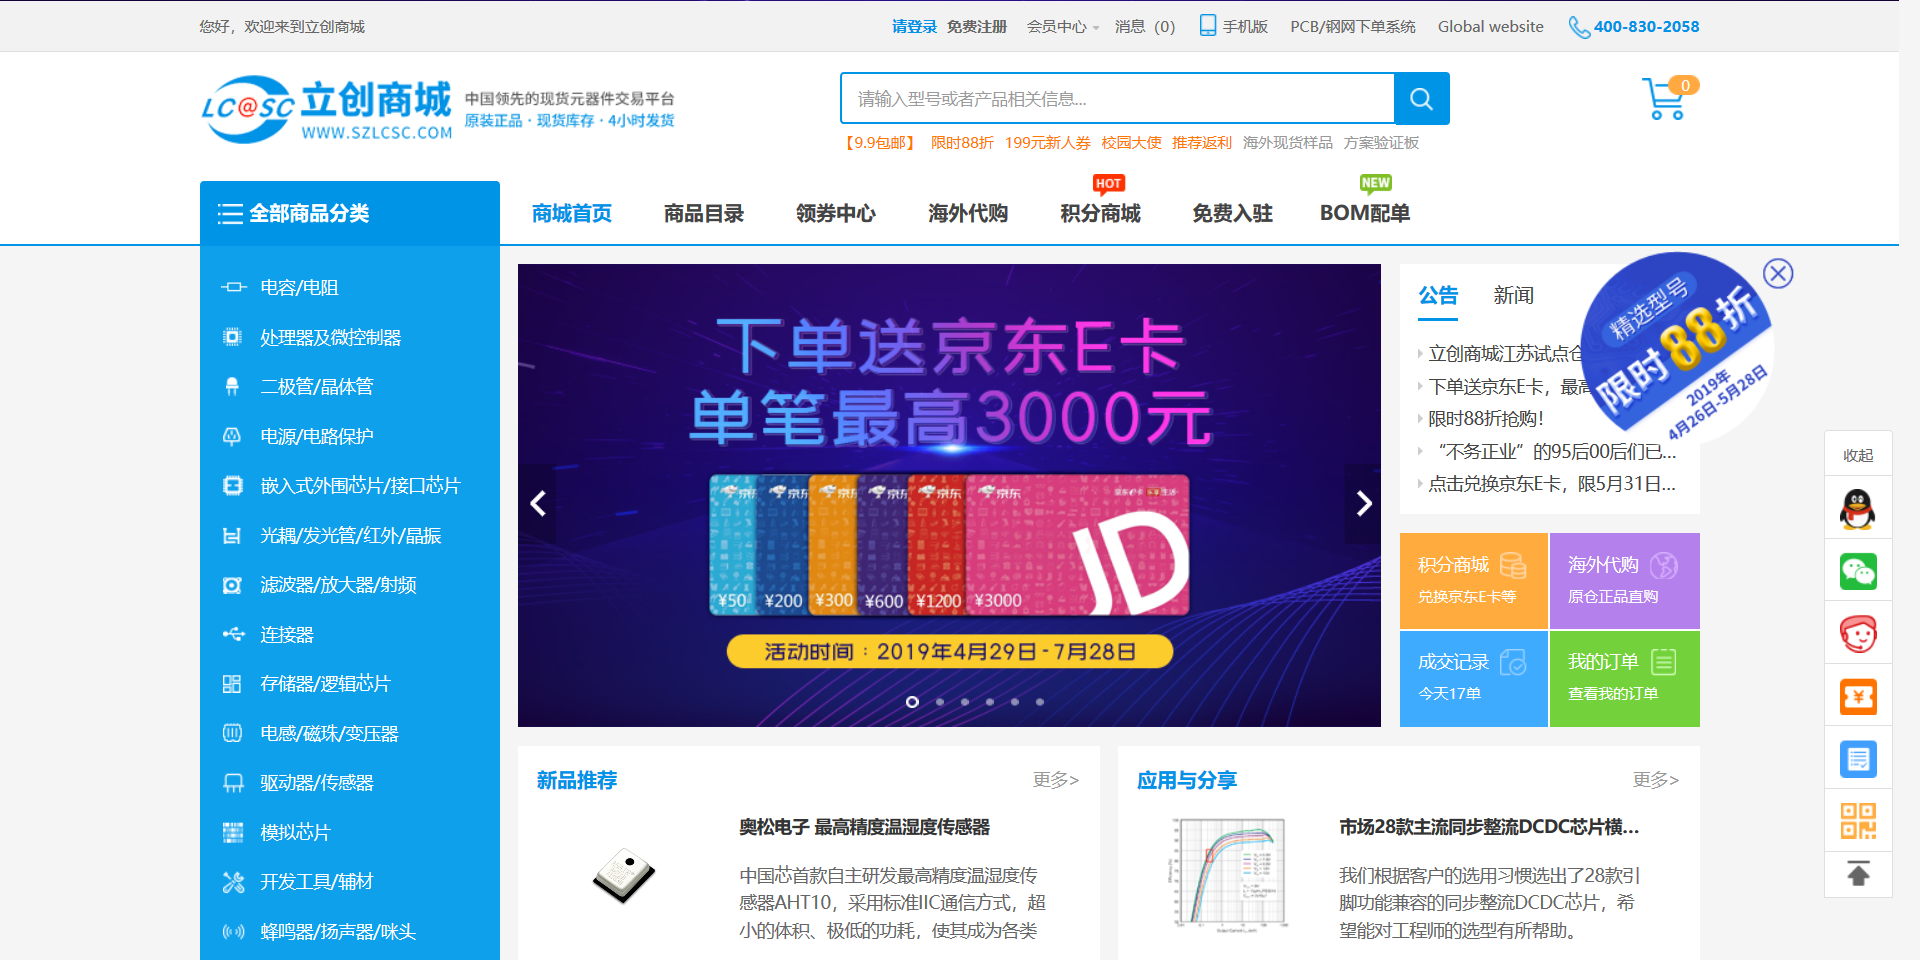 您好，欢迎来到立创商城
请登录 免费注册 会员中心 消息 (0) 手机版 PCB/钢网下单系统 Global website 400-830-2058
LC@SC 立创商城
WWW.SZLCSC.COM
中国领先的现货元器件交易平台
原装正品 · 现货库存 · 4小时发货
请输入型号或者产品相关信息...
0
【9.9包邮】 限时88折 199元新人券 校园大使 推荐返利 海外现货样品 方案验证板
HOT NEW
全部商品分类 商城首页 商品目录 领券中心 海外代购 积分商城 免费入驻 BOM配单
电容/电阻
处理器及微控制器
二极管/晶体管
电源/电路保护
嵌入式外围芯片/接口芯片
光耦/发光管/红外/晶振
滤波器/放大器/射频
连接器
存储器/逻辑芯片
电感/磁珠/变压器
驱动器/传感器
模拟芯片
开发工具/辅材
蜂鸣器/扬声器/咪头
下单送京东E卡
单笔最高3000元
京东 京东 京东 京东 京东 京东
JD
¥50 ¥200 ¥300 ¥600 ¥1200 ¥3000
活动时间：2019年4月29日-7月28日
公告 新闻
立创商城江苏试点仓
下单送京东E卡，最高
限时88折抢购！
“不务正业”的95后00后们已...
点击兑换京东E卡，限5月31日...
精选型号
限时88折
2019年
4月26日-5月28日
积分商城
兑换京东E卡等
海外代购
原仓正品直购
成交记录
今天17单
我的订单
查看我的订单
收起
新品推荐 更多>
奥松电子 最高精度温湿度传感器
中国芯首款自主研发最高精度温湿度传
感器AHT10，采用标准IIC通信方式，超
小的体积、极低的功耗，使其成为各类
应用与分享 更多>
市场28款主流同步整流DCDC芯片横...
我们根据客户的选用习惯选出了28款引
脚功能兼容的同步整流DCDC芯片，希
望能对工程师的选型有所帮助。